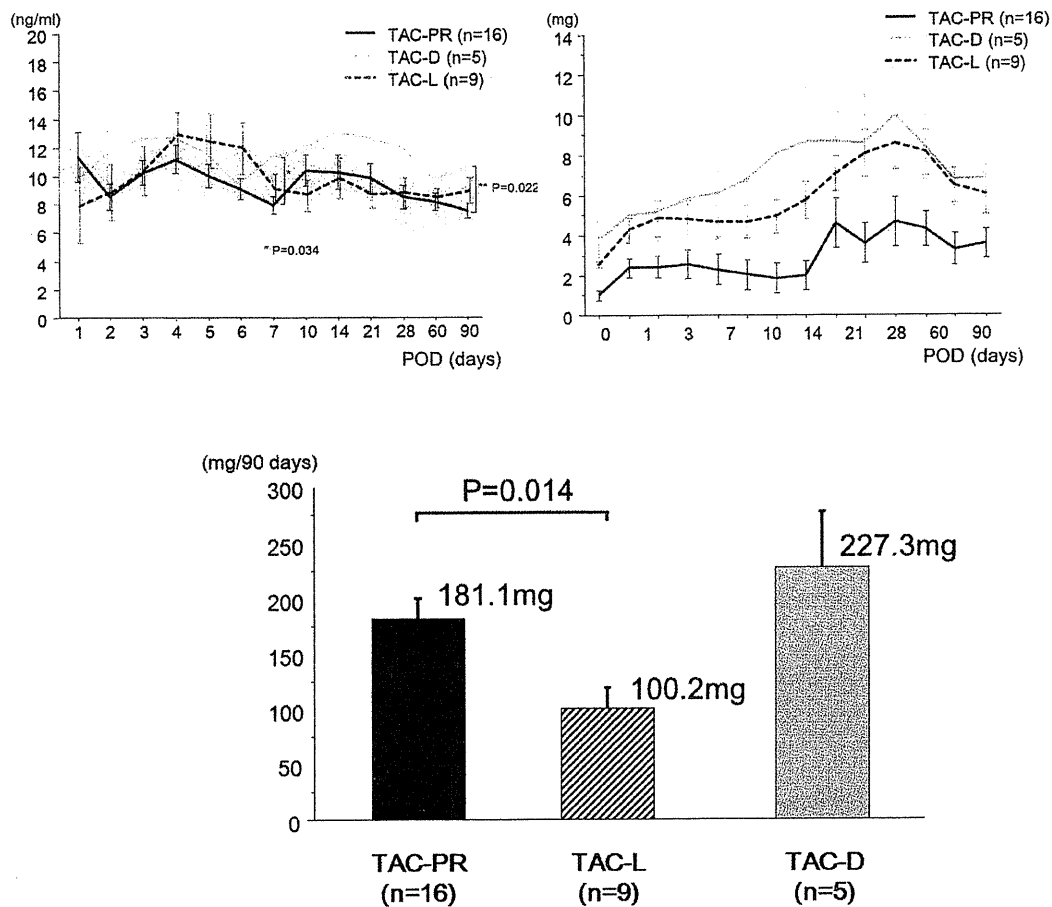 (ng/ml)
20
18
16
14
12
10
8
6
4
2
0
TAC-PR (n=16)
TAC-D (n=5)
TAC-L (n=9)
** P=0.022
* P=0.034
1 2 3 4 5 6 7 10 14 21 28 60 90
POD (days)
(mg)
14
12
10
8
6
4
2
0
TAC-PR (n=16)
TAC-D (n=5)
TAC-L (n=9)
0 1 3 7 10 14 21 28 60 90
POD (days)
(mg/90 days)
300
250
200
150
100
50
0
P=0.014
181.1mg
100.2mg
227.3mg
TAC-PR TAC-L TAC-D
(n=16) (n=9) (n=5)